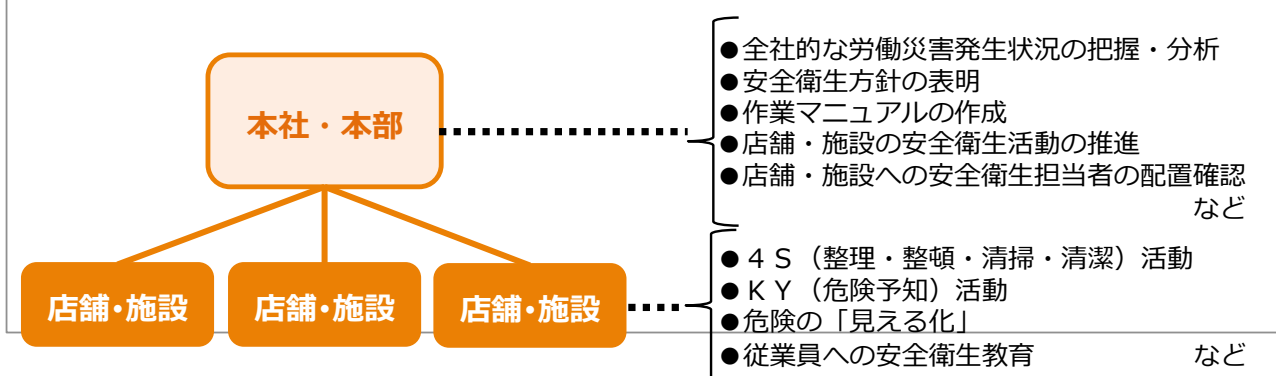 本社・本部
●全社的な労働災害発生状況の把握・分析
●安全衛生方針の表明
●作業マニュアルの作成
●店舗・施設の安全衛生活動の推進
●店舗・施設への安全衛生担当者の配置確認
など
店舗・施設
店舗・施設
店舗・施設
●４Ｓ（整理・整頓・清掃・清潔）活動
●ＫＹ（危険予知）活動
●危険の「見える化」
●従業員への安全衛生教育　　　　　　など